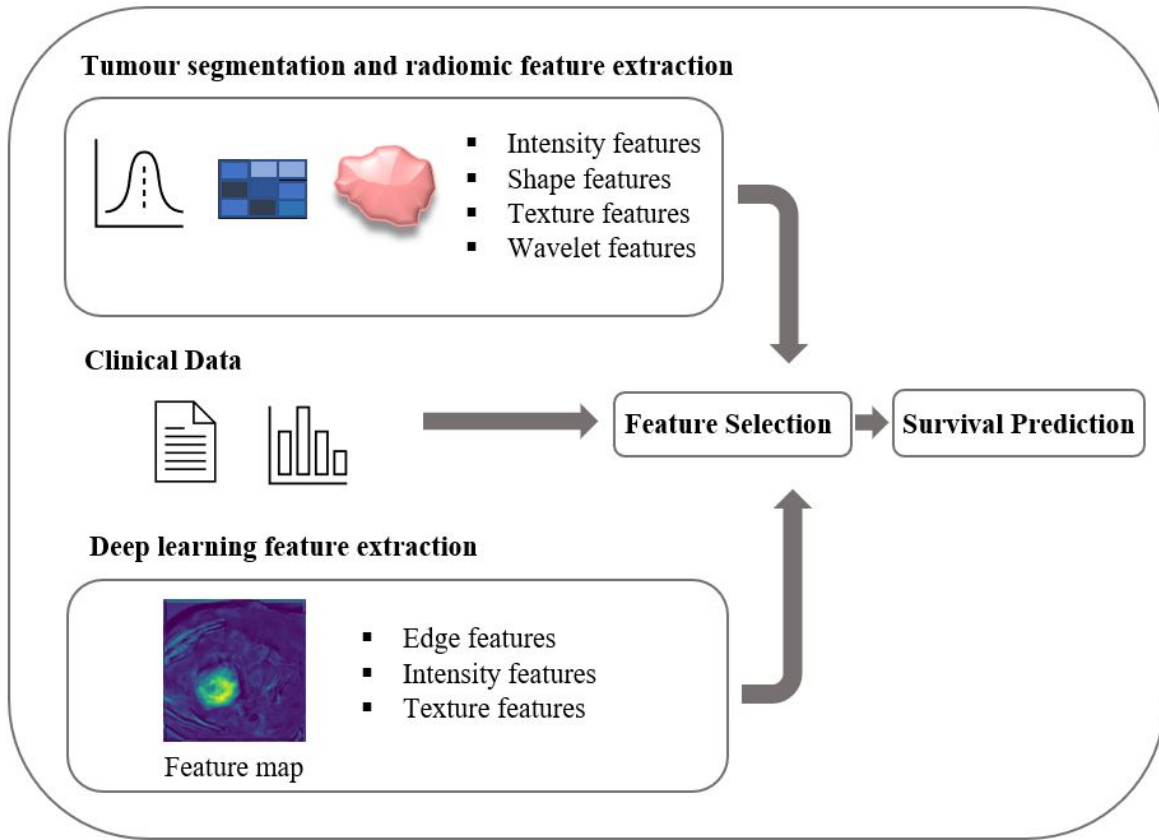 Tumour segmentation and radiomic feature extraction
▪ Intensity features
▪ Shape features
▪ Texture features
▪ Wavelet features
Clinical Data
Feature Selection
Survival Prediction
Deep learning feature extraction
▪ Edge features
▪ Intensity features
▪ Texture features
Feature map